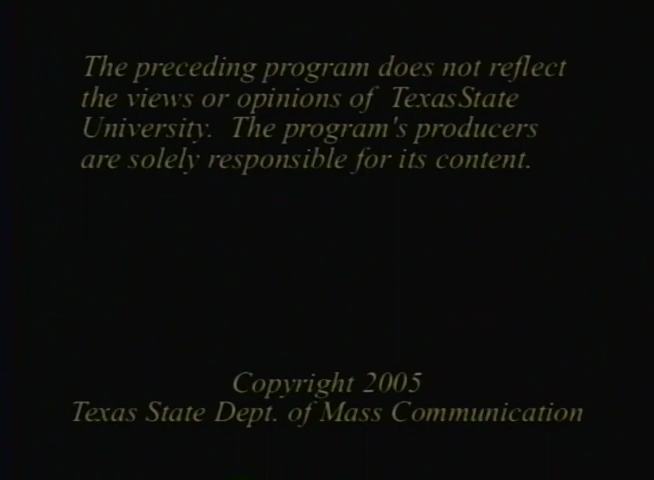 The preceding program does not reflect
the views or opinions of  TexasState
University.  The program's producers
are solely responsible for its content.
Copyright 2005
Texas State Dept. of Mass Communication